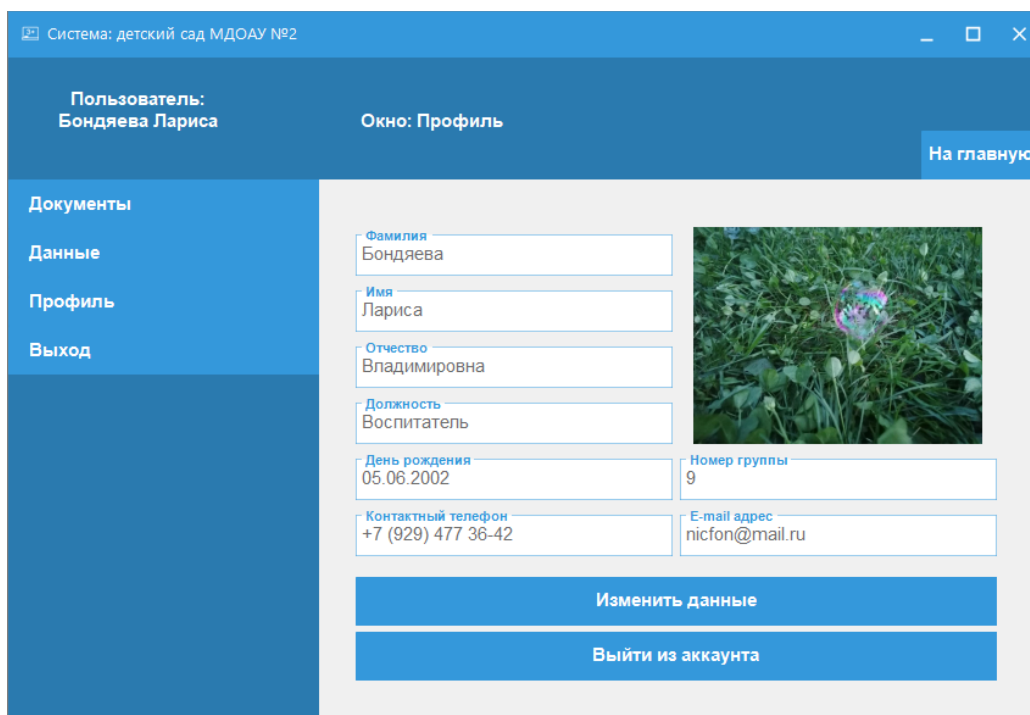 Система: детский сад МДОАУ №2
Пользователь:
Бондяева Лариса
Окно: Профиль
На главную
Документы
Данные
Профиль
Выход
Фамилия
Бондяева
Имя
Лариса
Отчество
Владимировна
Должность
Воспитатель
День рождения
05.06.2002
Номер группы
9
Контактный телефон
+7 (929) 477 36-42
E-mail адрес
nicfon@mail.ru
Изменить данные
Выйти из аккаунта